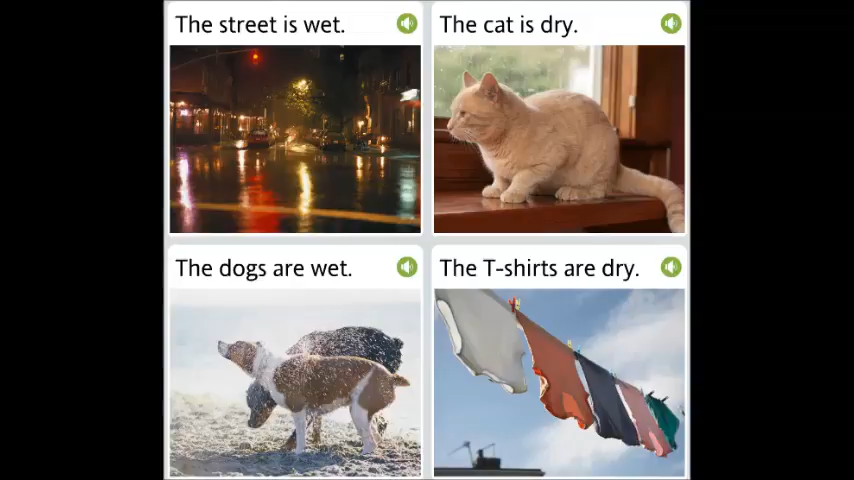 The street is wet.
The cat is dry.
The dogs are wet.
The T-shirts are dry.